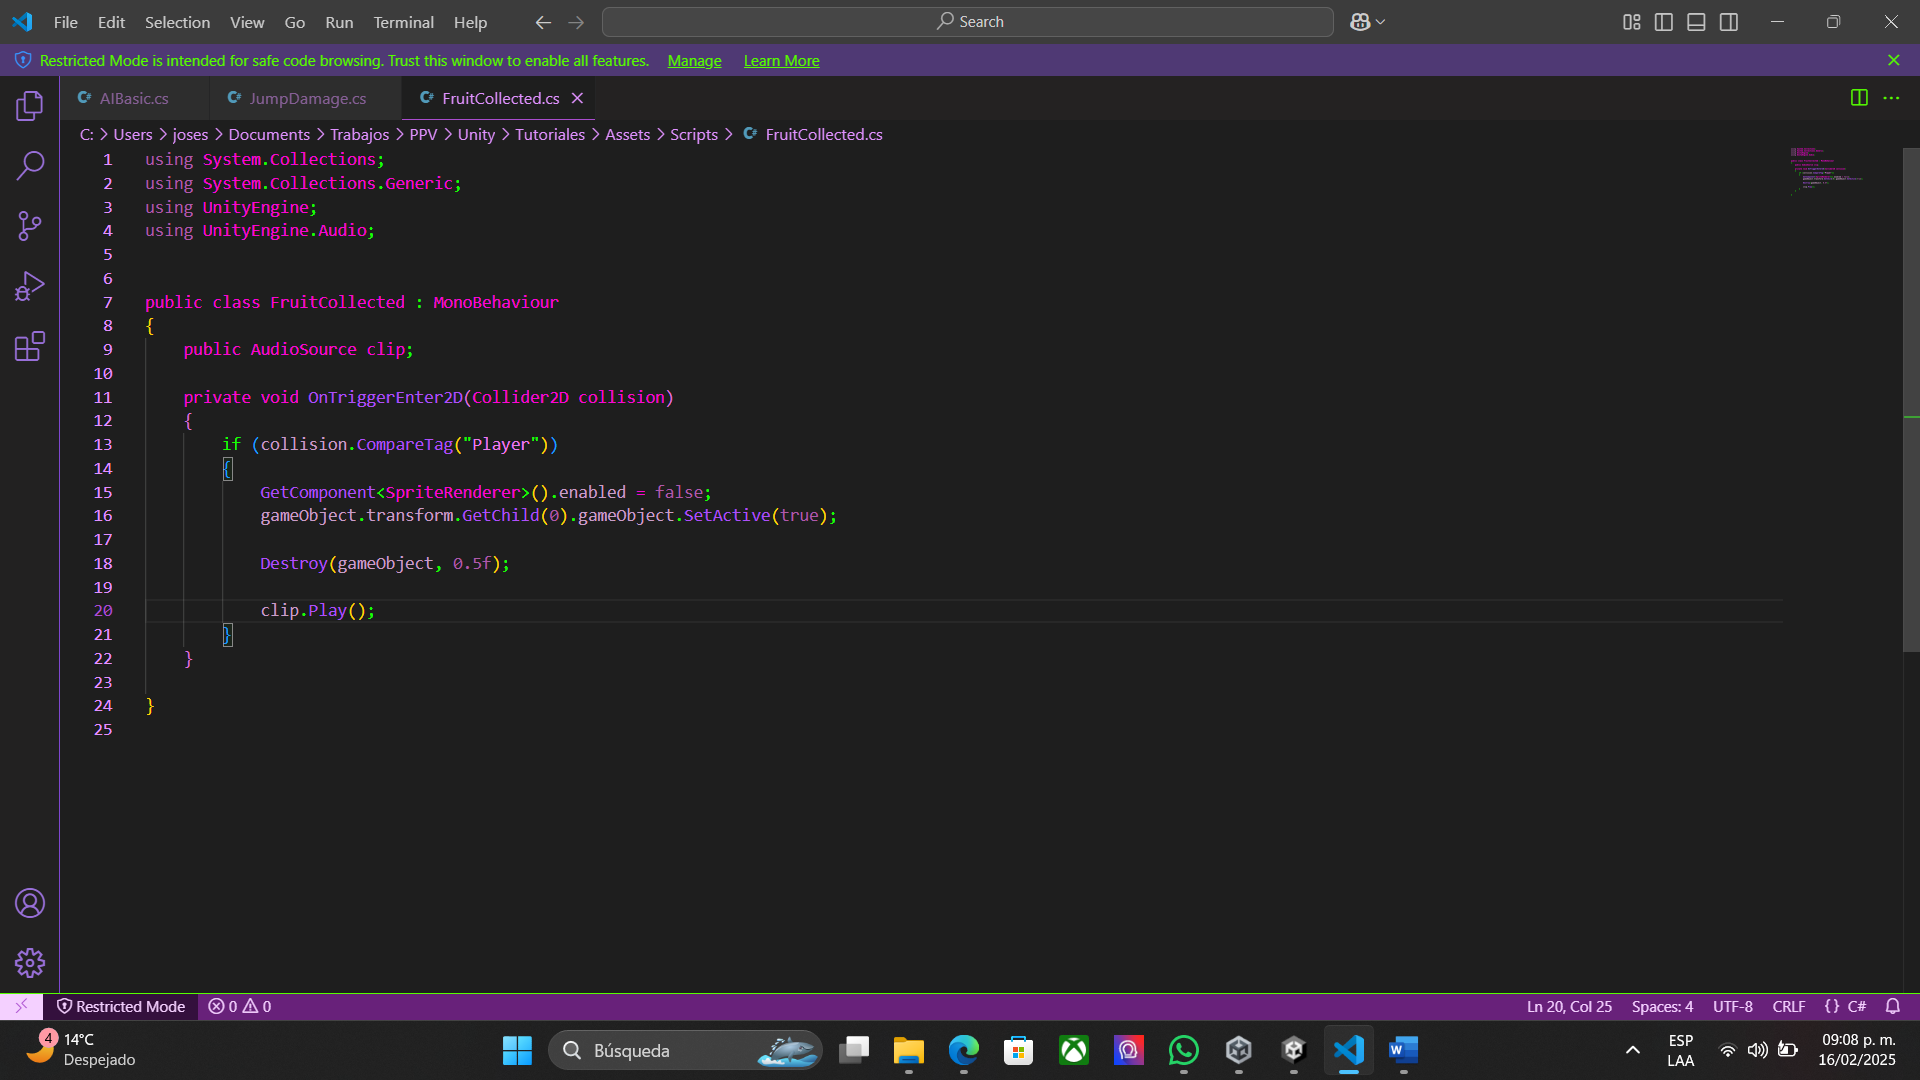 File Edit Selection View Go Run Terminal Help Search
Restricted Mode is intended for safe code browsing. Trust this window to enable all features. Manage Learn More
AIBasic.cs JumpDamage.cs FruitCollected.cs
C: > Users > joses > Documents > Trabajos > PPV > Unity > Tutoriales > Assets > Scripts > FruitCollected.cs
1 using System.Collections;
2 using System.Collections.Generic;
3 using UnityEngine;
4 using UnityEngine.Audio;
5
6
7 public class FruitCollected : MonoBehaviour
8 {
9     public AudioSource clip;
10
11     private void OnTriggerEnter2D(Collider2D collision)
12     {
13         if (collision.CompareTag("Player"))
14         {
15             GetComponent<SpriteRenderer>().enabled = false;
16             gameObject.transform.GetChild(0).gameObject.SetActive(true);
17
18             Destroy(gameObject, 0.5f);
19
20             clip.Play();
21         }
22     }
23
24 }
25
Restricted Mode 0 0 Ln 20, Col 25 Spaces: 4 UTF-8 CRLF {} C#
4 14°C
Despejado
Búsqueda
ESP
LAA
09:08 p. m.
16/02/2025